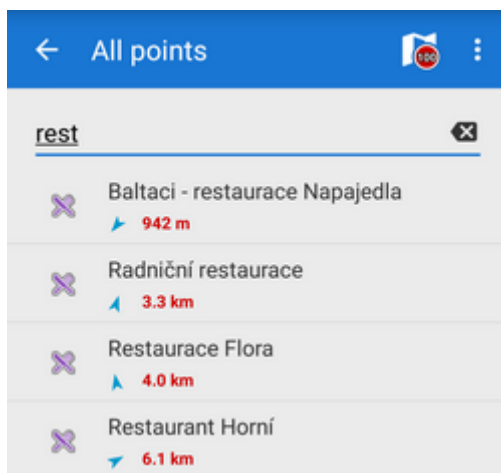 All points
100
rest
Baltaci - restaurace Napajedla
942 m
Radniční restaurace
3.3 km
Restaurace Flora
4.0 km
Restaurant Horní
6.1 km